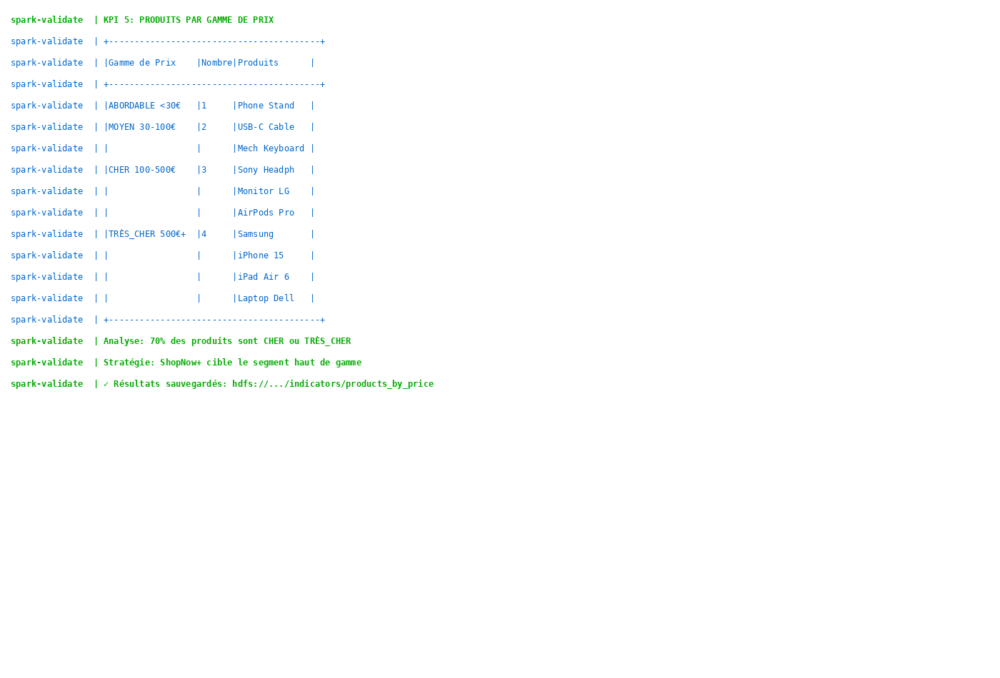 spark-validate  | KPI 5: PRODUITS PAR GAMME DE PRIX
spark-validate  | +-----------------------------------------+
spark-validate  | |Gamme de Prix    |Nombre|Produits      |
spark-validate  | +-----------------------------------------+
spark-validate  | |ABORDABLE <30€   |1     |Phone Stand   |
spark-validate  | |MOYEN 30-100€    |2     |USB-C Cable   |
spark-validate  | |                 |      |Mech Keyboard |
spark-validate  | |CHER 100-500€    |3     |Sony Headph   |
spark-validate  | |                 |      |Monitor LG    |
spark-validate  | |                 |      |AirPods Pro   |
spark-validate  | |TRÈS_CHER 500€+  |4     |Samsung       |
spark-validate  | |                 |      |iPhone 15     |
spark-validate  | |                 |      |iPad Air 6    |
spark-validate  | |                 |      |Laptop Dell   |
spark-validate  | +-----------------------------------------+
spark-validate  | Analyse: 70% des produits sont CHER ou TRÈS_CHER
spark-validate  | Stratégie: ShopNow+ cible le segment haut de gamme
spark-validate  | ✓ Résultats sauvegardés: hdfs://.../indicators/products_by_price